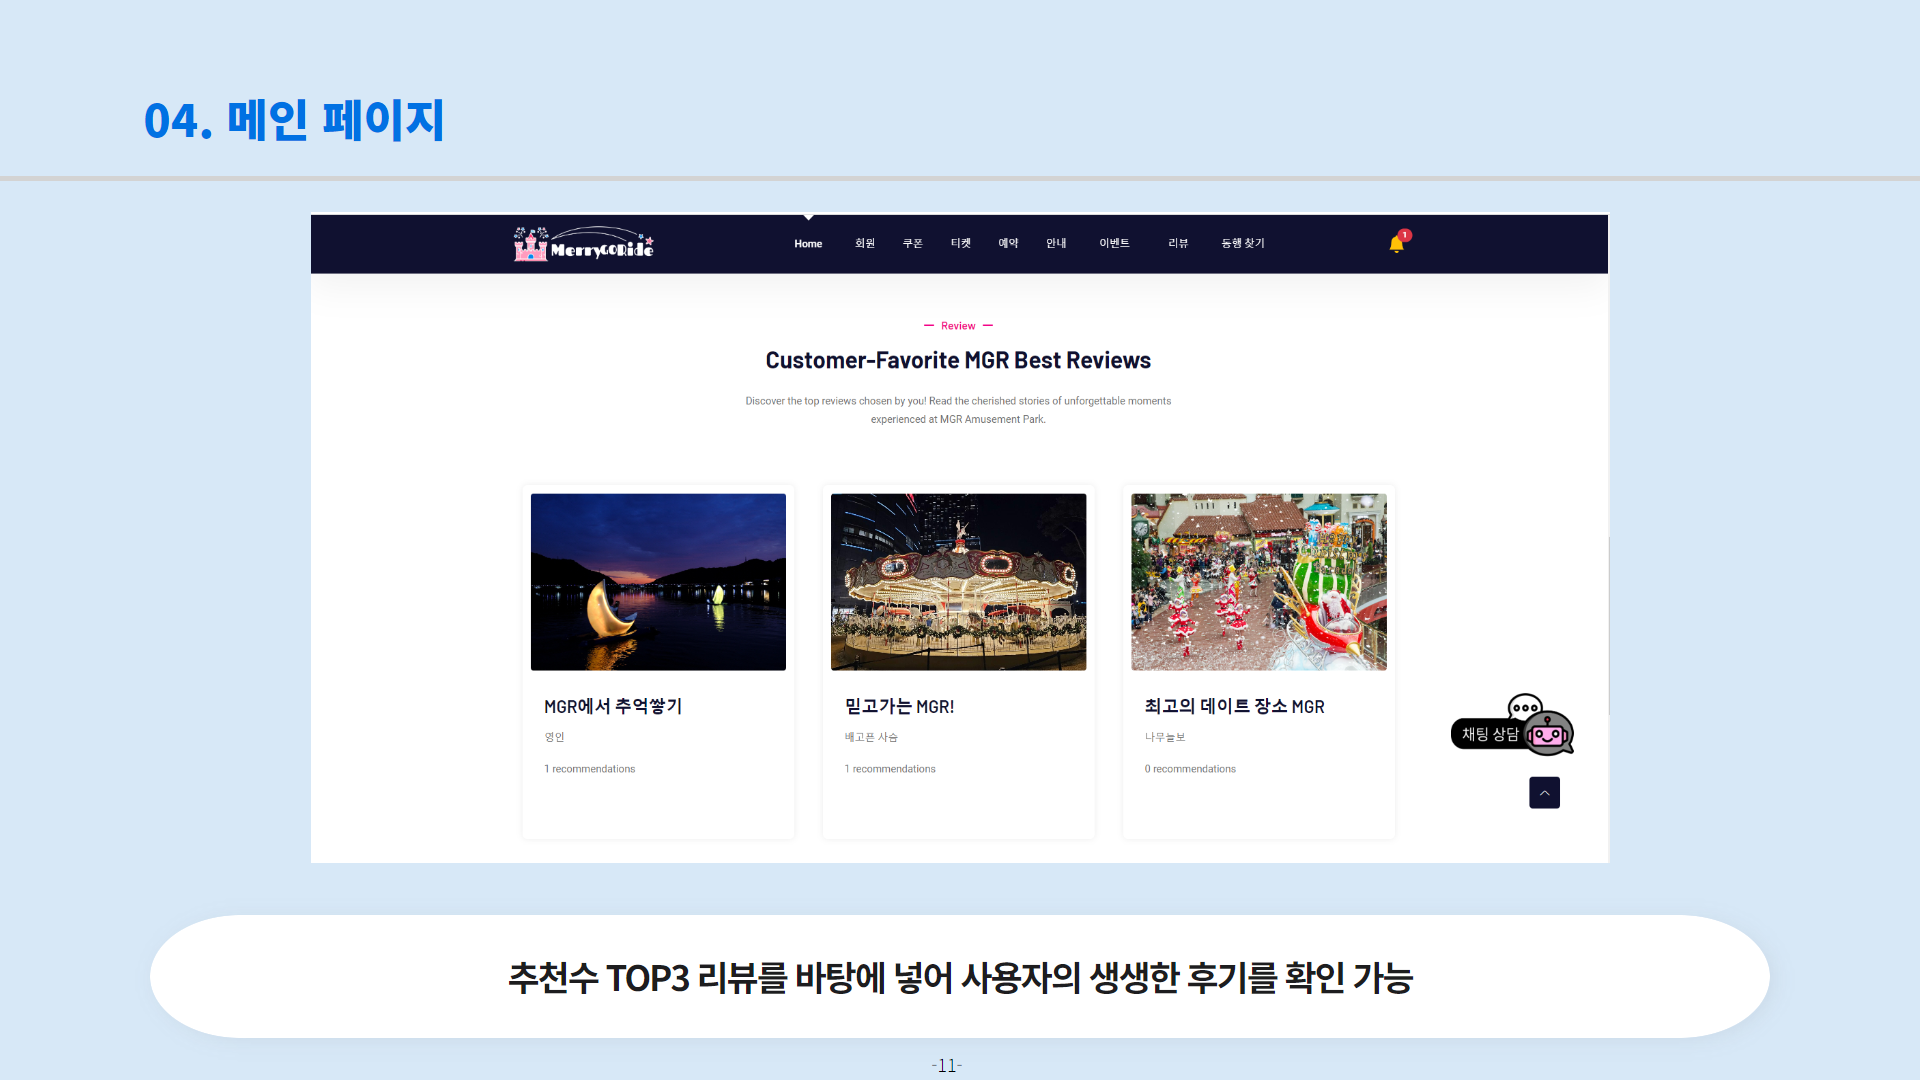 04. 메인 페이지
MerryGoRide
Home 회원 쿠폰 티켓 예약 안내 이벤트 리뷰 동행 찾기
1
Review
Customer-Favorite MGR Best Reviews
Discover the top reviews chosen by you! Read the cherished stories of unforgettable moments
experienced at MGR Amusement Park.
MGR에서 추억쌓기
영인
1 recommendations
믿고가는 MGR!
배고픈 사슴
1 recommendations
최고의 데이트 장소 MGR
나무늘보
0 recommendations
채팅 상담
추천수 TOP3 리뷰를 바탕에 넣어 사용자의 생생한 후기를 확인 가능
-11-